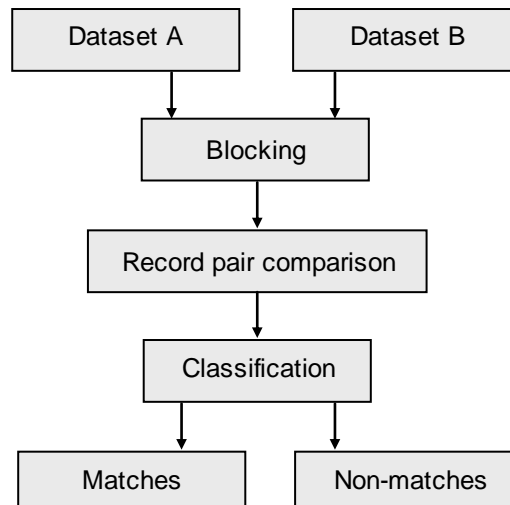 Dataset A
Dataset B
Blocking
Record pair comparison
Classification
Matches
Non-matches